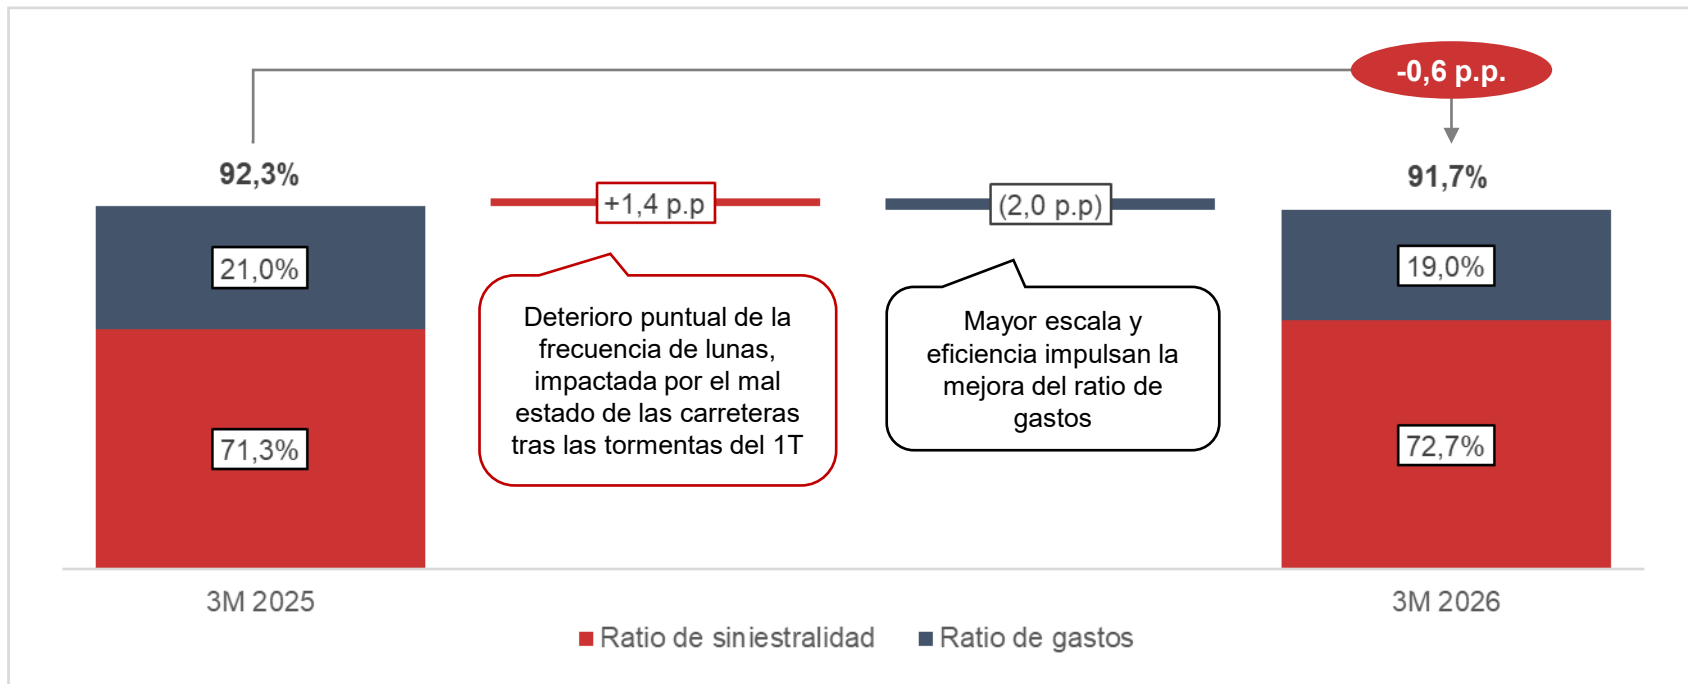 -0,6 p.p.
92,3%
91,7%
+1,4 p.p
(2,0 p.p)
21,0%
19,0%
Deterioro puntual de la
frecuencia de lunas,
impactada por el mal
estado de las carreteras
tras las tormentas del 1T
Mayor escala y
eficiencia impulsan la
mejora del ratio de
gastos
71,3%
72,7%
3M 2025
3M 2026
Ratio de siniestralidad
Ratio de gastos